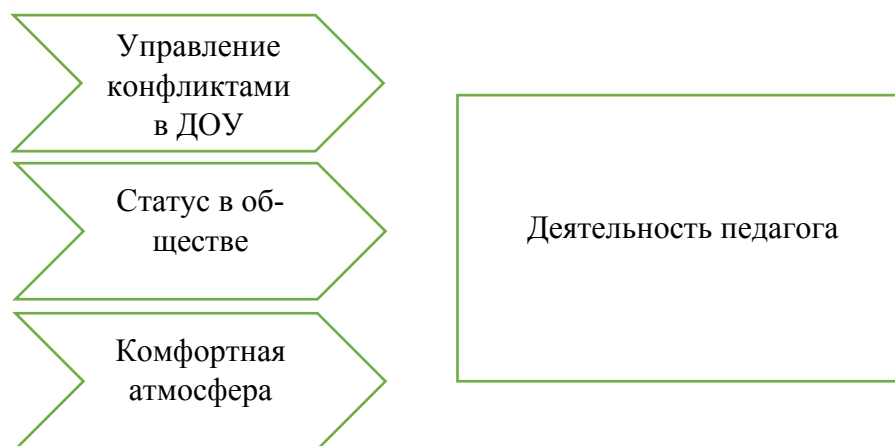 Управление
конфликтами
в ДОУ
Статус в об-
ществе
Комфортная
атмосфера
Деятельность педагога